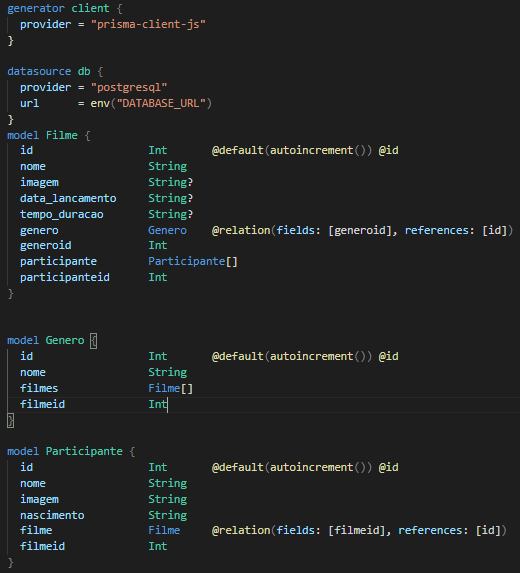 generator client {
  provider = "prisma-client-js"
}
datasource db {
  provider = "postgresql"
  url      = env("DATABASE_URL")
}
model Filme {
  id                  Int       @default(autoincrement()) @id
  nome                String
  imagem              String?
  data_lancamento     String?
  tempo_duracao       String?
  genero              Genero    @relation(fields: [generoid], references: [id])
  generoid            Int
  participante        Participante[]
  participanteid      Int
}
model Genero {
  id                  Int       @default(autoincrement()) @id
  nome                String
  filmes              Filme[]
  filmeid             Int
}
model Participante {
  id                  Int       @default(autoincrement()) @id
  nome                String
  imagem              String
  nascimento          String
  filme               Filme     @relation(fields: [filmeid], references: [id])
  filmeid             Int
}